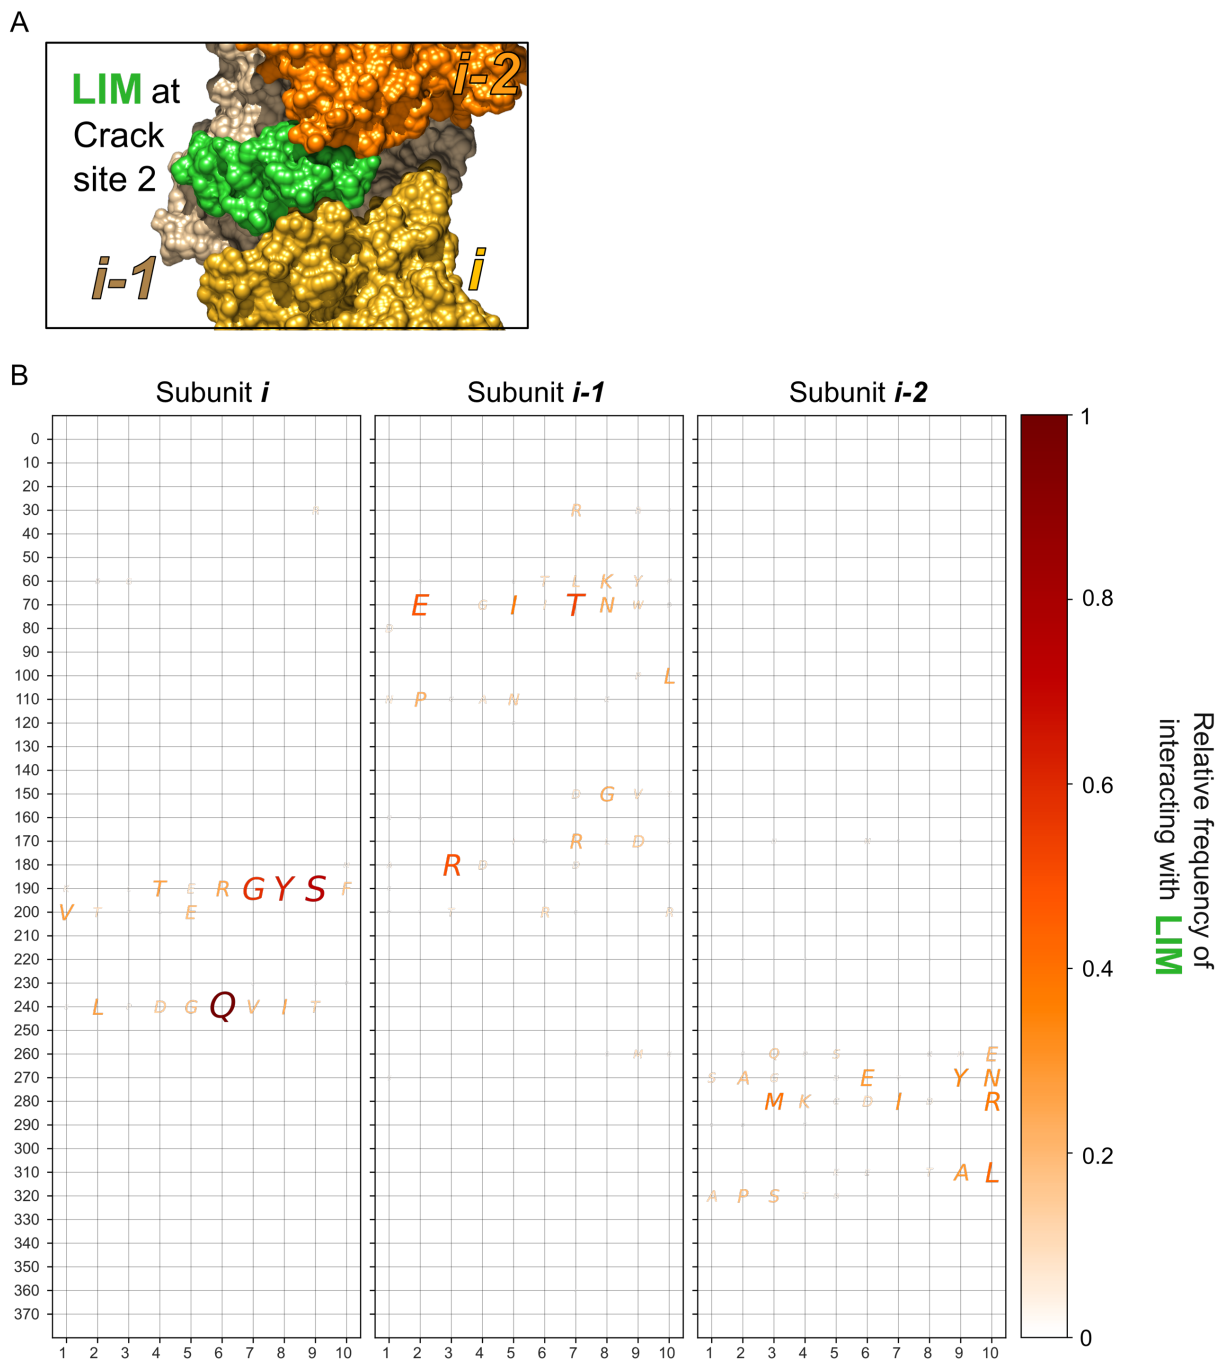 A
LIM at
Crack
site 2
i-2
i-1
i
B
Subunit i
Subunit i-1
Subunit i-2
0
10
20
30
40
50
60
70
80
90
100
110
120
130
140
150
160
170
180
190
200
210
220
230
240
250
260
270
280
290
300
310
320
330
340
350
360
370
T E R G Y S F
V T E
L D G Q V I T
R
T L K Y
E G I T N W
L
P A N
G
R D
R D
T R
M
Q S E
S A G E Y N
M K D I R
T A L
A P S
1 2 3 4 5 6 7 8 9 10
1 2 3 4 5 6 7 8 9 10
1 2 3 4 5 6 7 8 9 10
1
0.8
0.6
0.4
0.2
0
Relative frequency of
interacting with LIM